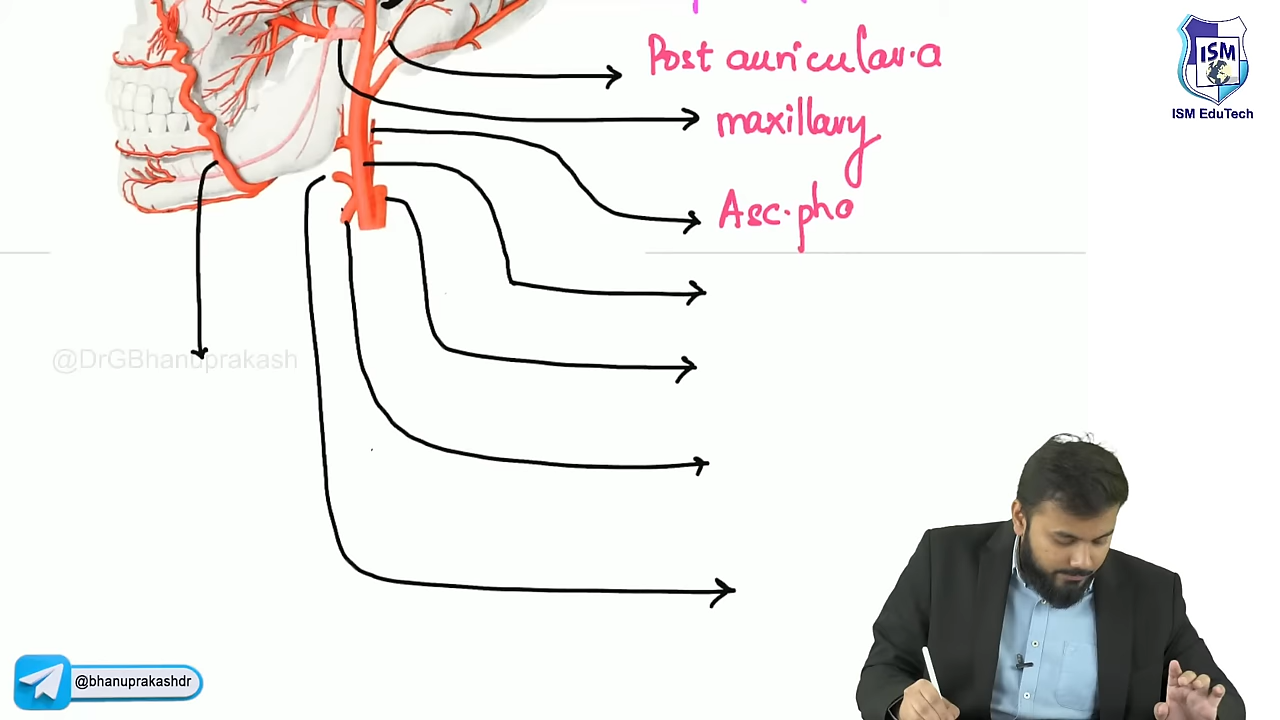 Post auricular.a
ISM
ISM EduTech
maxillary
Asc.pha
@DrGBhanuprakash
@bhanuprakashdr